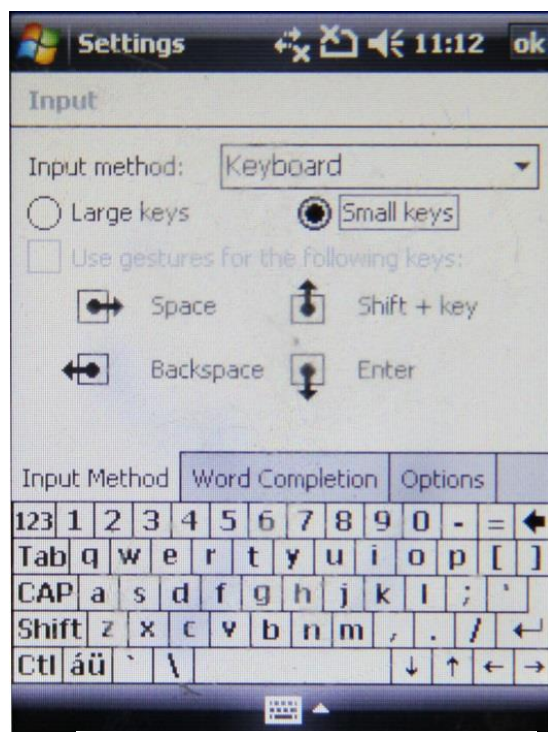 Settings 11:12 ok
Input
Input method: Keyboard
Large keys Small keys
Use gestures for the following keys:
Space Shift + key
Backspace Enter
Input Method Word Completion Options
123 1 2 3 4 5 6 7 8 9 0 - =
Tab q w e r t y u i o p [ ]
CAP a s d f g h j k l ; '
Shift z x c v b n m , . /
Ctl áü ` \